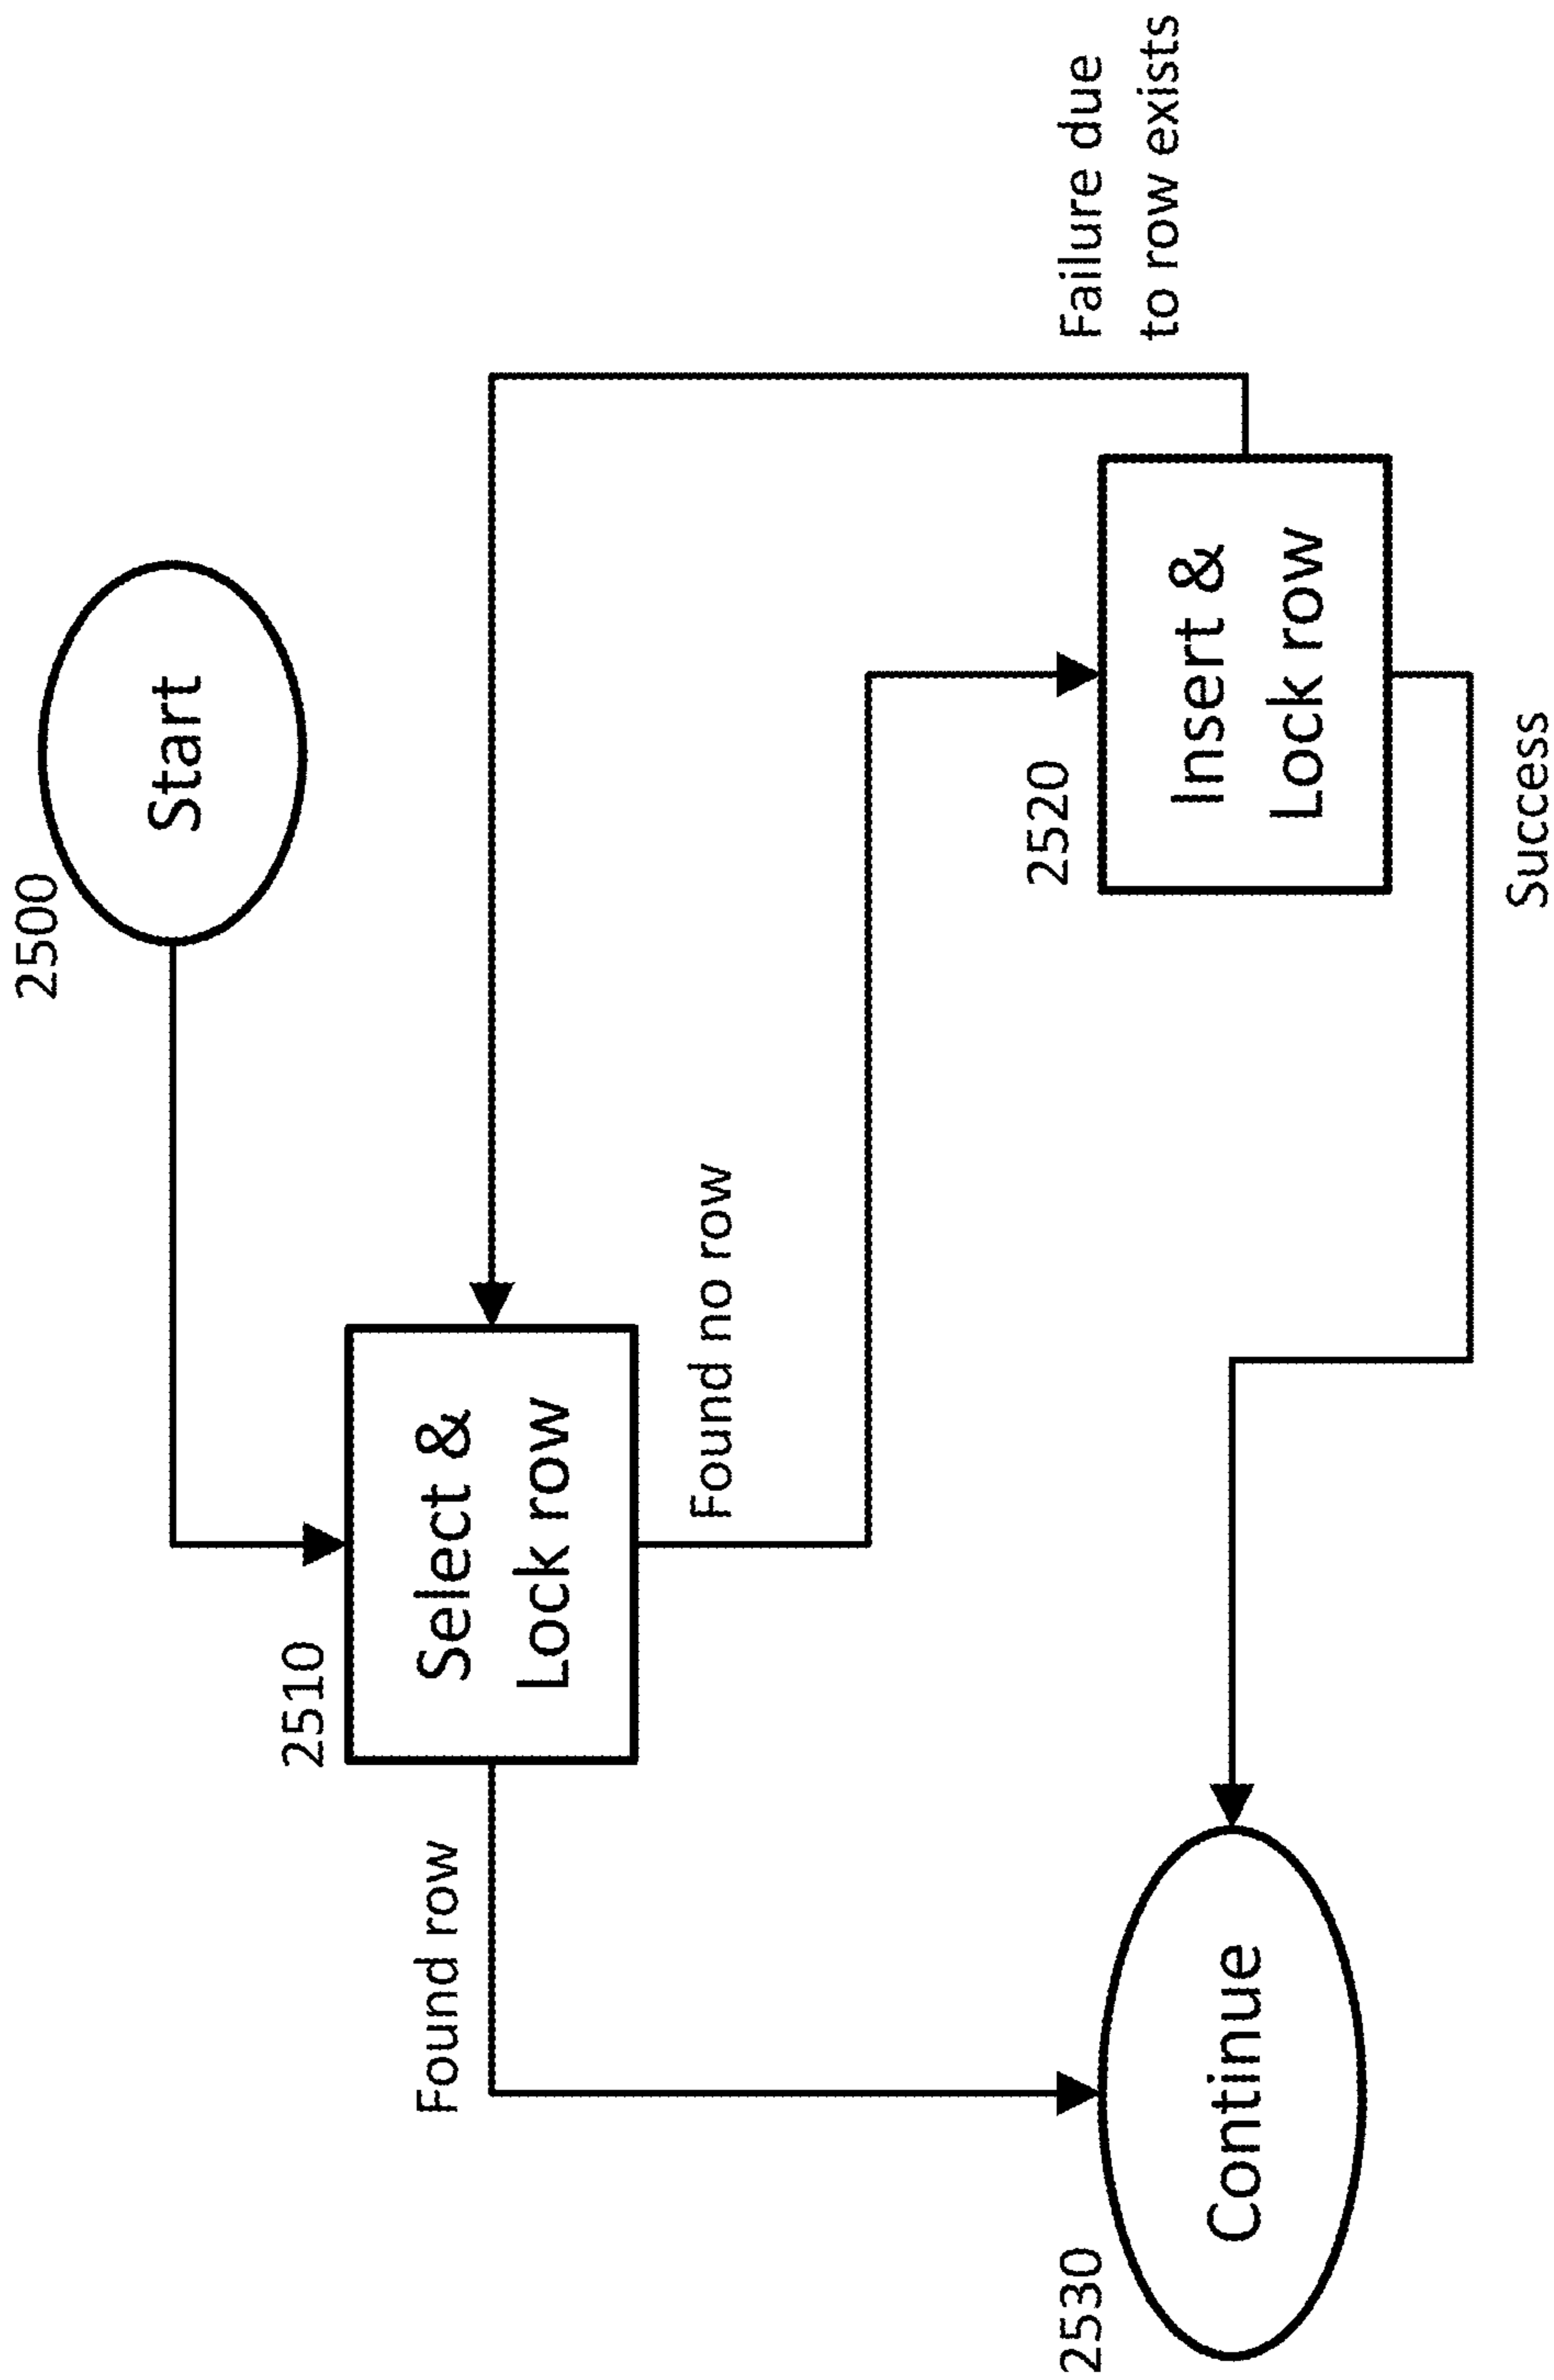 2500
Start
2510
Select &
Lock row
Found row
Found no row
2520
Insert &
Lock row
Failure due
to row exists
Success
2530
Continue